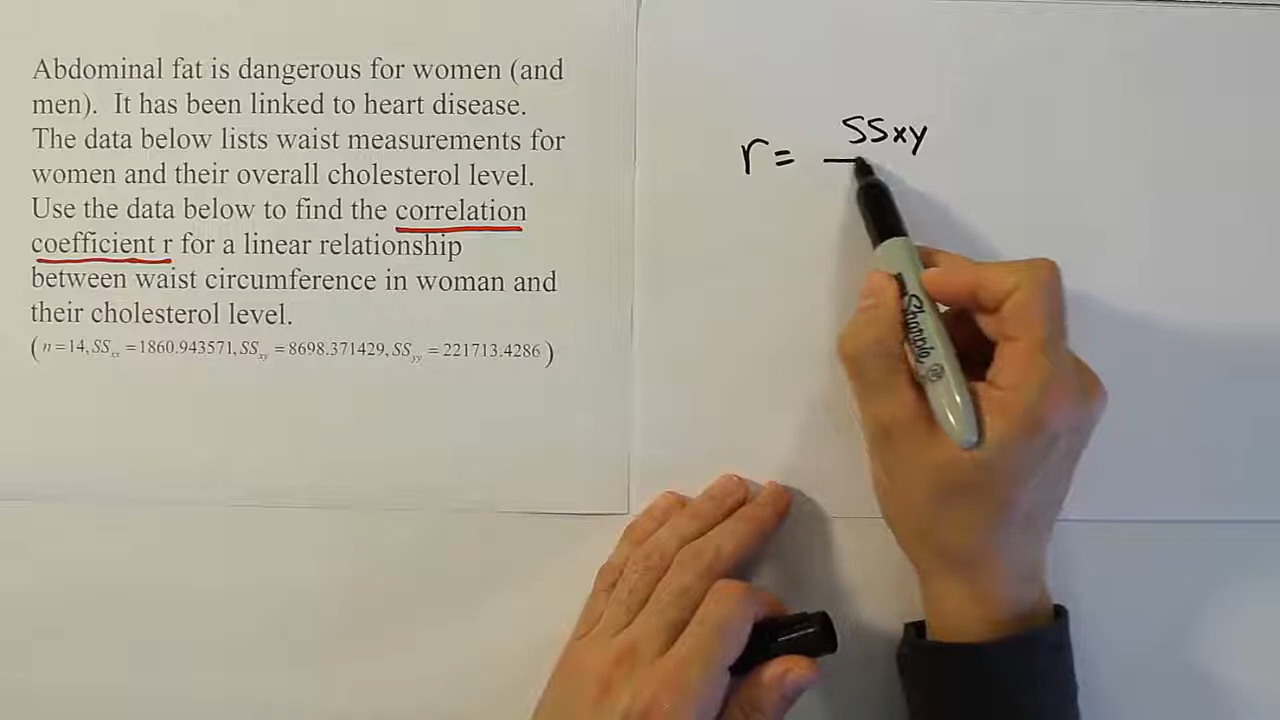 Abdominal fat is dangerous for women (and
men). It has been linked to heart disease.
The data below lists waist measurements for
women and their overall cholesterol level.
Use the data below to find the correlation
coefficient r for a linear relationship
between waist circumference in woman and
their cholesterol level.
(n = 14, SSxx = 1860.943571, SSxy = 8698.371429, SSyy = 221713.4286)
r = SSxy
Sharpie